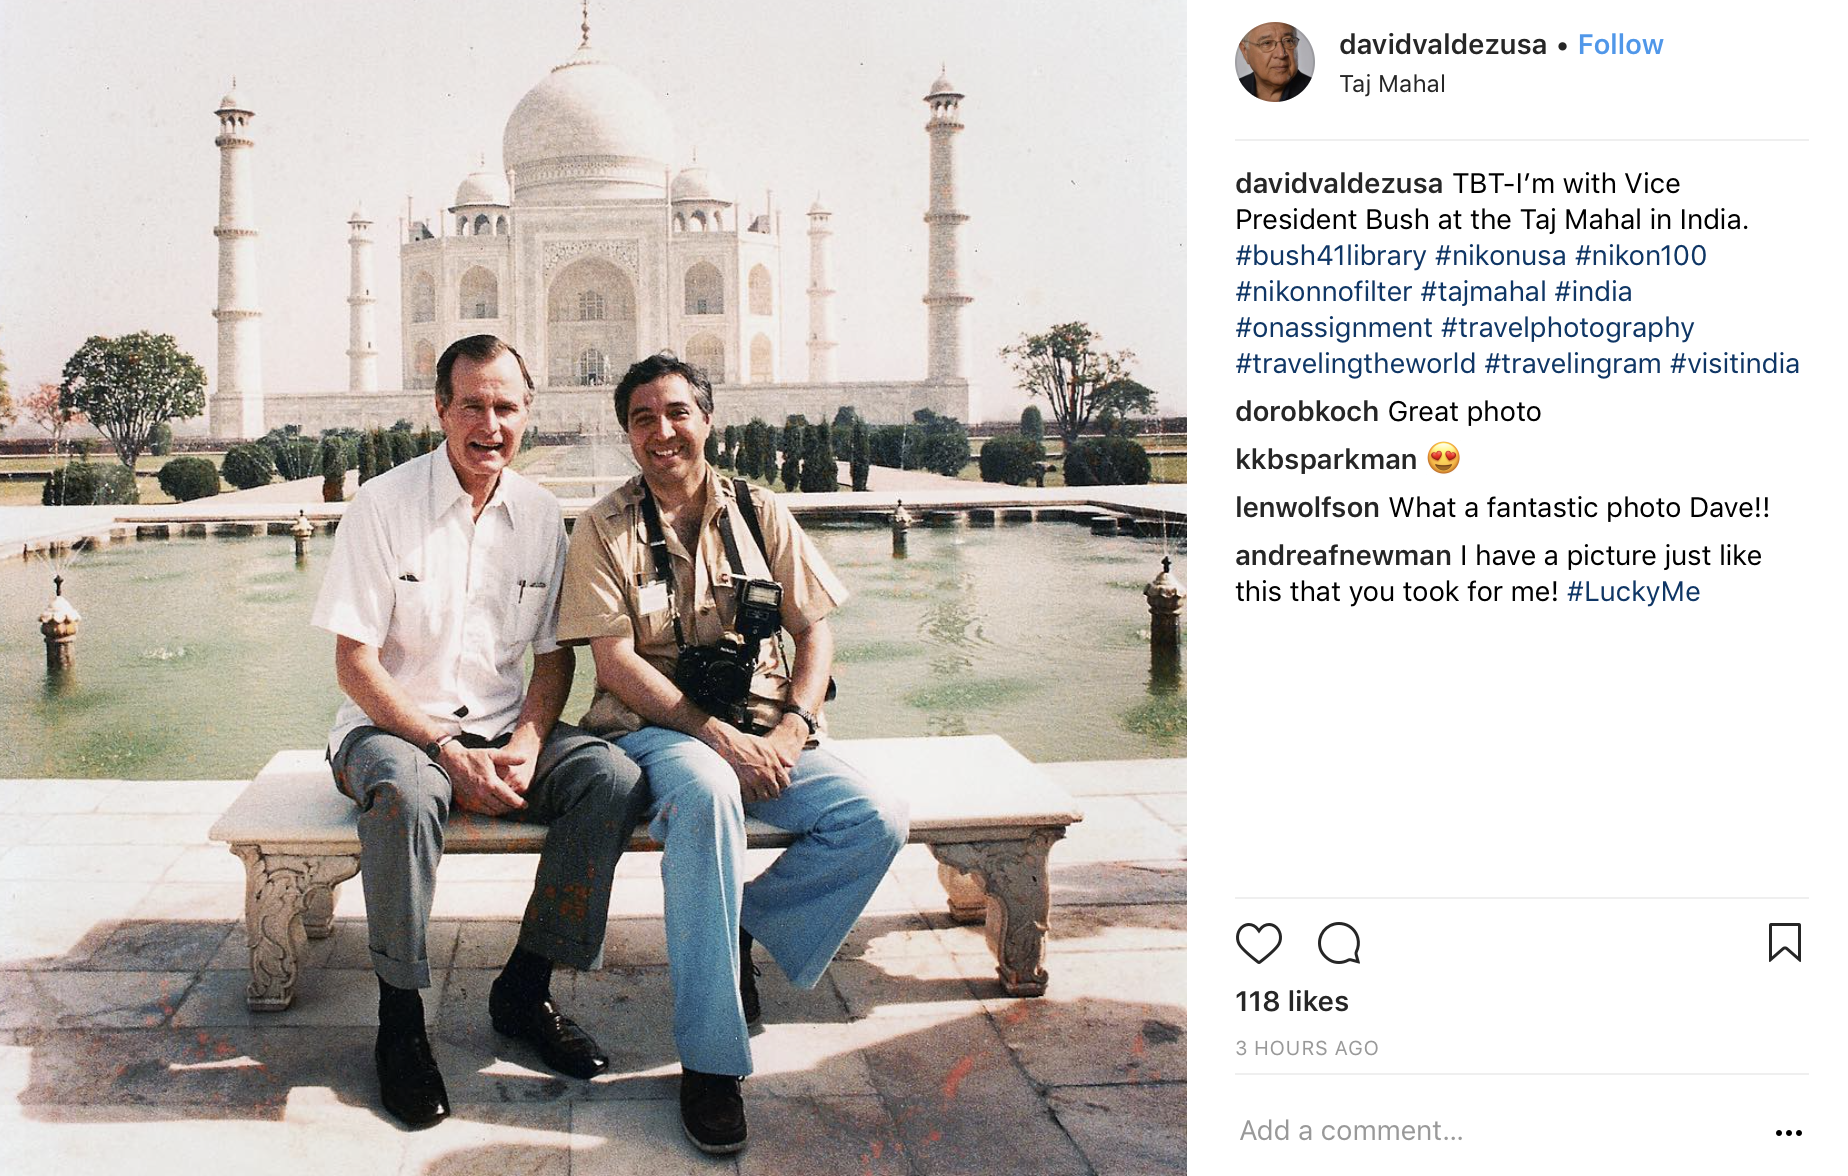 davidvaldezusa • Follow
Taj Mahal
davidvaldezusa TBT-I’m with Vice
President Bush at the Taj Mahal in India.
#bush41library #nikonusa #nikon100
#nikonnofilter #tajmahal #india
#onassignment #travelphotography
#travelingtheworld #travelingram #visitindia
dorobkoch Great photo
kkbsparkman 😍
lenwolfson What a fantastic photo Dave!!
andreafnewman I have a picture just like
this that you took for me! #LuckyMe
118 likes
3 HOURS AGO
Add a comment...